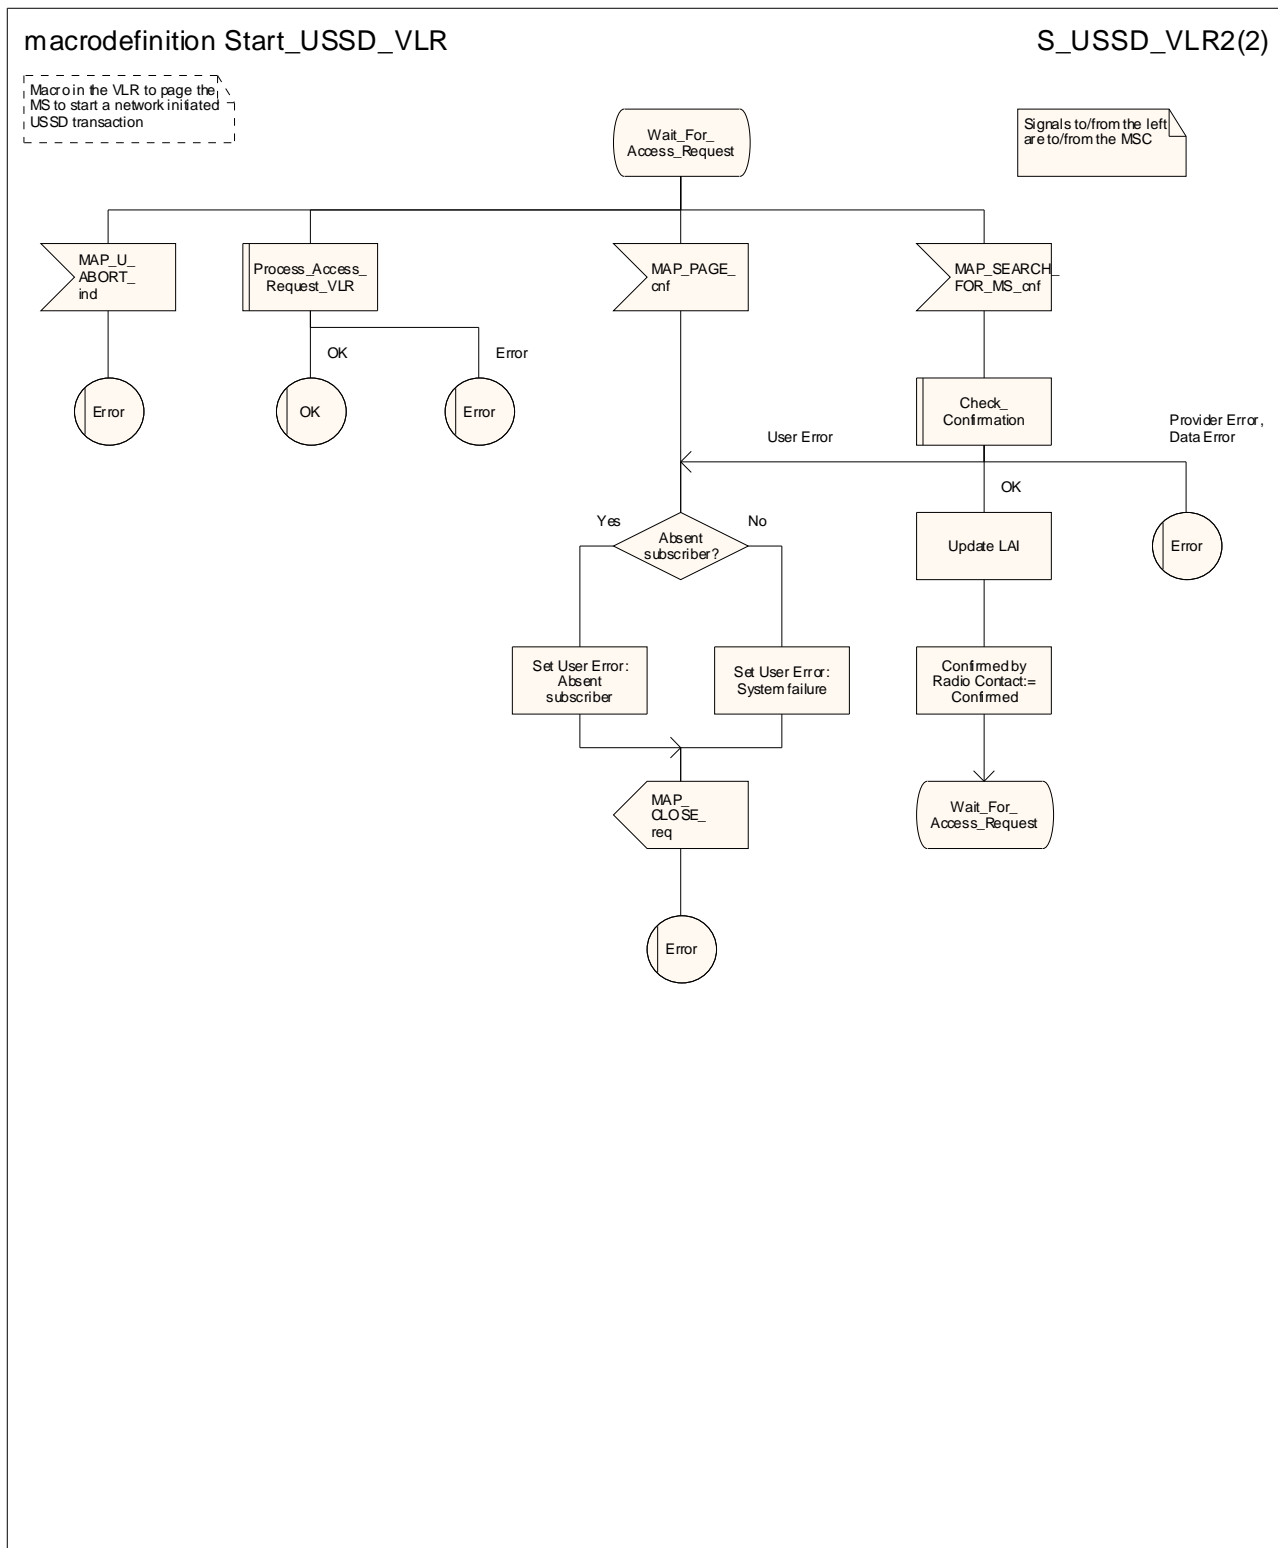 macrodefinition Start_USSD_VLR
S_USSD_VLR2(2)
Macro in the VLR to page the
MS to start a network initiated
USSD transaction
Signals to/from the left
are to/from the MSC
Wait_For_
Access_Request
MAP_U_
ABORT_
ind
Process_Access_
Request_VLR
MAP_PAGE_
cnf
MAP_SEARCH_
FOR_MS_cnf
OK
Error
Error
OK
Error
Check_
Confirmation
User Error
Provider Error,
Data Error
OK
Yes
No
Absent
subscriber?
Update LAI
Error
Set User Error:
Absent
subscriber
Set User Error:
System failure
Confirmed by
Radio Contact:=
Confirmed
MAP_
CLOSE_
req
Wait_For_
Access_Request
Error